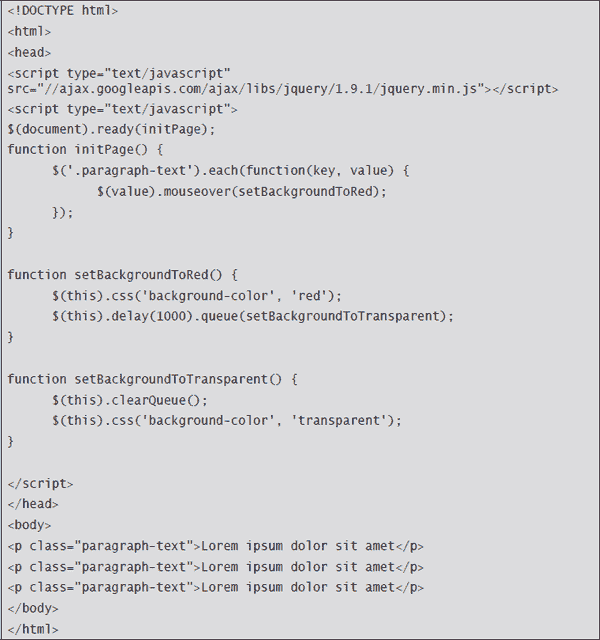 <!DOCTYPE html>
<html>
<head>
<script type="text/javascript"
src="//ajax.googleapis.com/ajax/libs/jquery/1.9.1/jquery.min.js"></script>
<script type="text/javascript">
$(document).ready(initPage);
function initPage() {
      $('.paragraph-text').each(function(key, value) {
            $(value).mouseover(setBackgroundToRed);
      });
}

function setBackgroundToRed() {
      $(this).css('background-color', 'red');
      $(this).delay(1000).queue(setBackgroundToTransparent);
}

function setBackgroundToTransparent() {
      $(this).clearQueue();
      $(this).css('background-color', 'transparent');
}

</script>
</head>
<body>
<p class="paragraph-text">Lorem ipsum dolor sit amet</p>
<p class="paragraph-text">Lorem ipsum dolor sit amet</p>
<p class="paragraph-text">Lorem ipsum dolor sit amet</p>
</body>
</html>